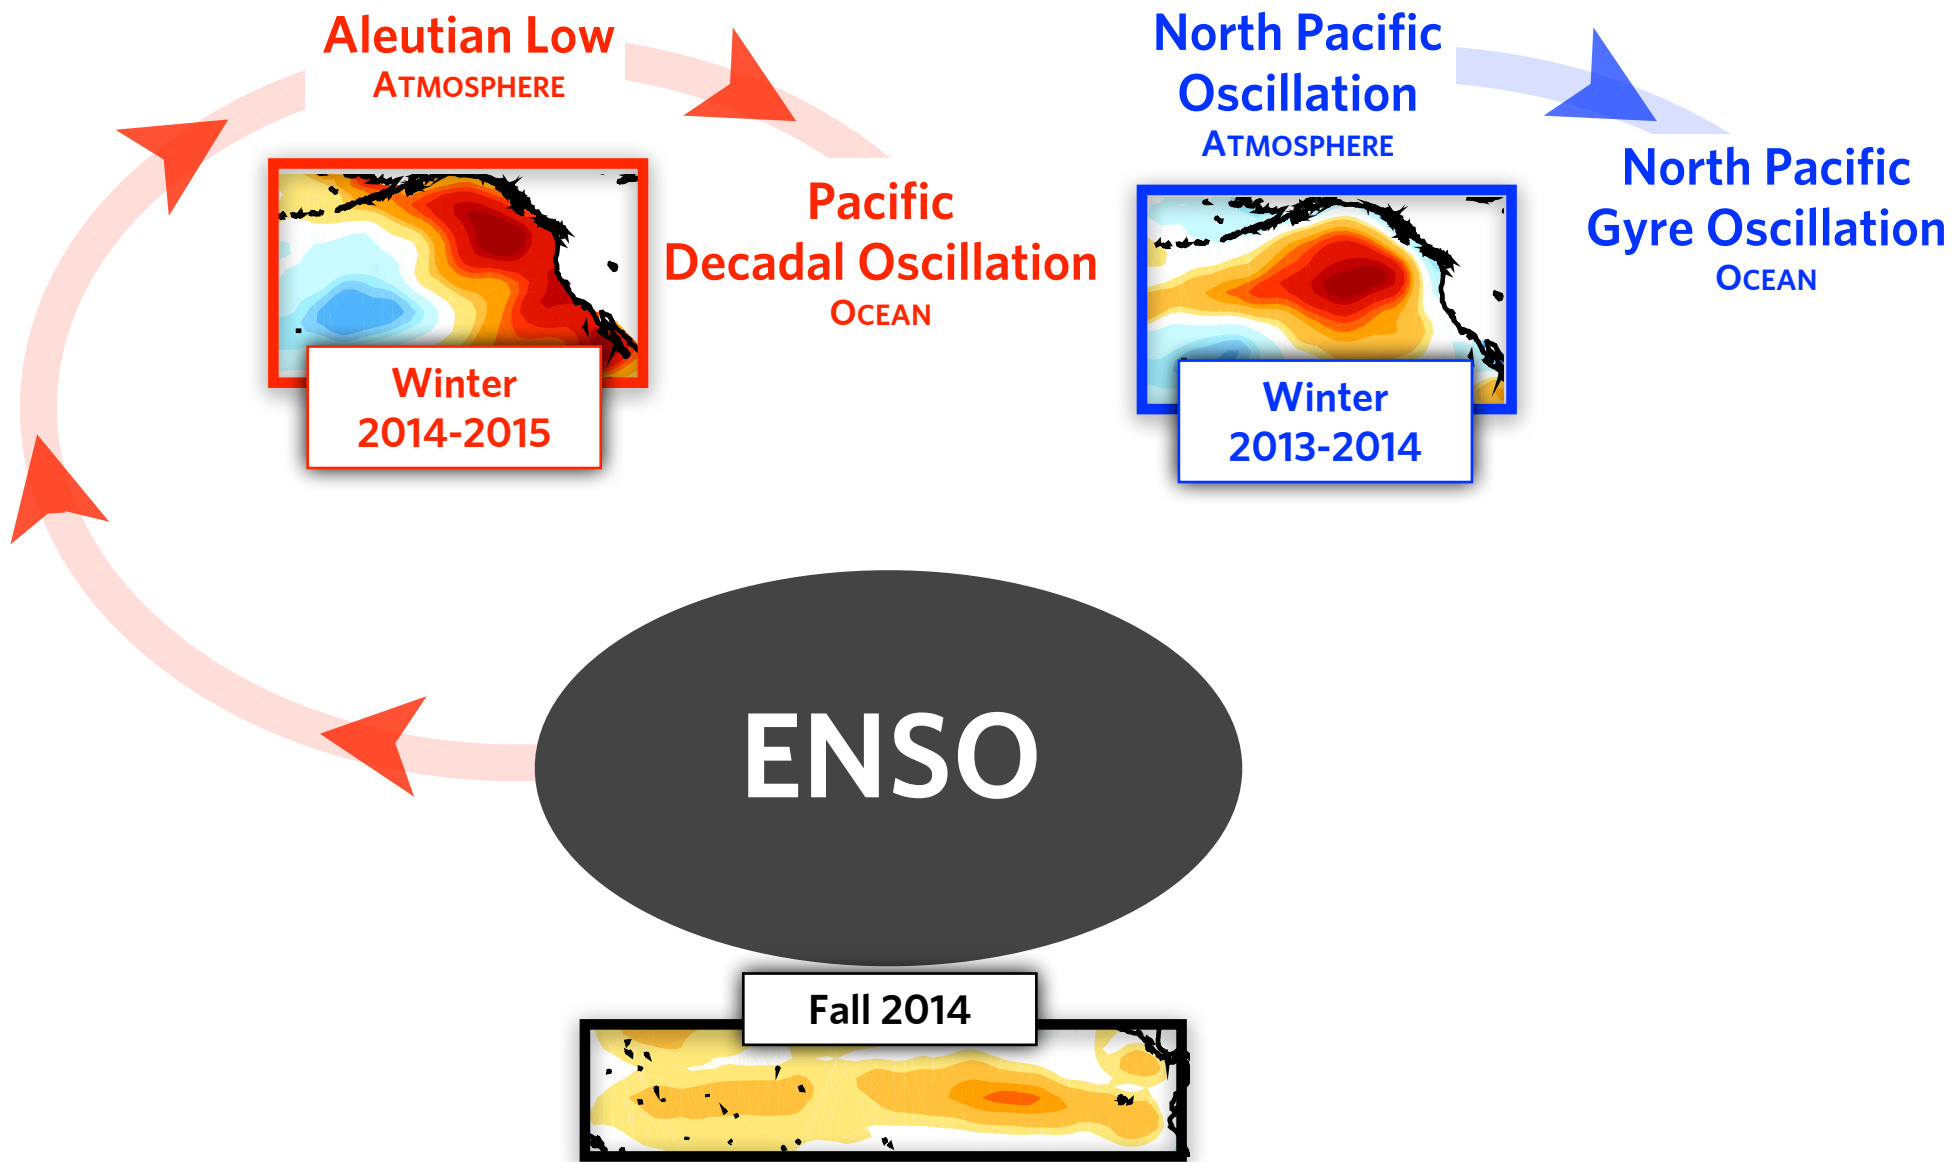 Aleutian Low
ATMOSPHERE
Pacific
Decadal Oscillation
OCEAN
Winter
2014-2015
North Pacific
Oscillation
ATMOSPHERE
North Pacific
Gyre Oscillation
OCEAN
Winter
2013-2014
ENSO
Fall 2014